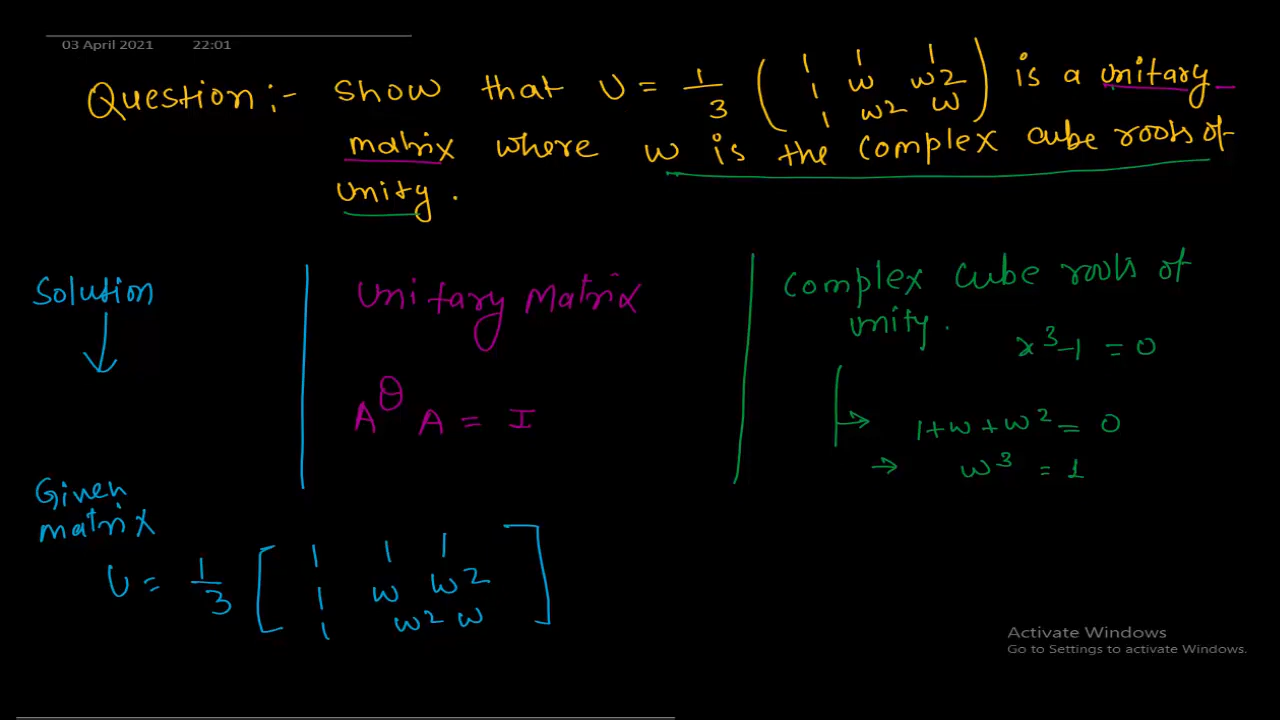 03 April 2021 22:01
Question :- Show that U = 1/3 ( 1 1 1 ) is a unitary
1 w w2
1 w2 w
matrix where w is the complex cube roots of
unity .
Solution
Unitary Matrix
A^θ A = I
Complex Cube roots of
unity .
x^3 - 1 = 0
1 + w + w^2 = 0
w^3 = 1
Given
matrix
U = 1/3 [ 1 1 1 ]
1 w w2
1 w2 w
Activate Windows
Go to Settings to activate Windows.